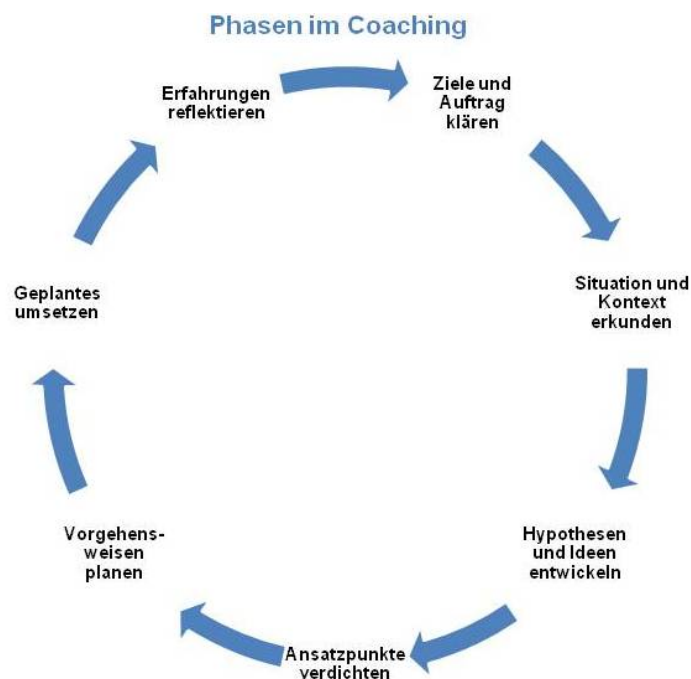 Phasen im Coaching
Ziele und
Auftrag
klären
Situation und
Kontext
erkunden
Hypothesen
und Ideen
entwickeln
Ansatzpunkte
verdichten
Vorgehens-
weisen
planen
Geplantes
umsetzen
Erfahrungen
reflektieren